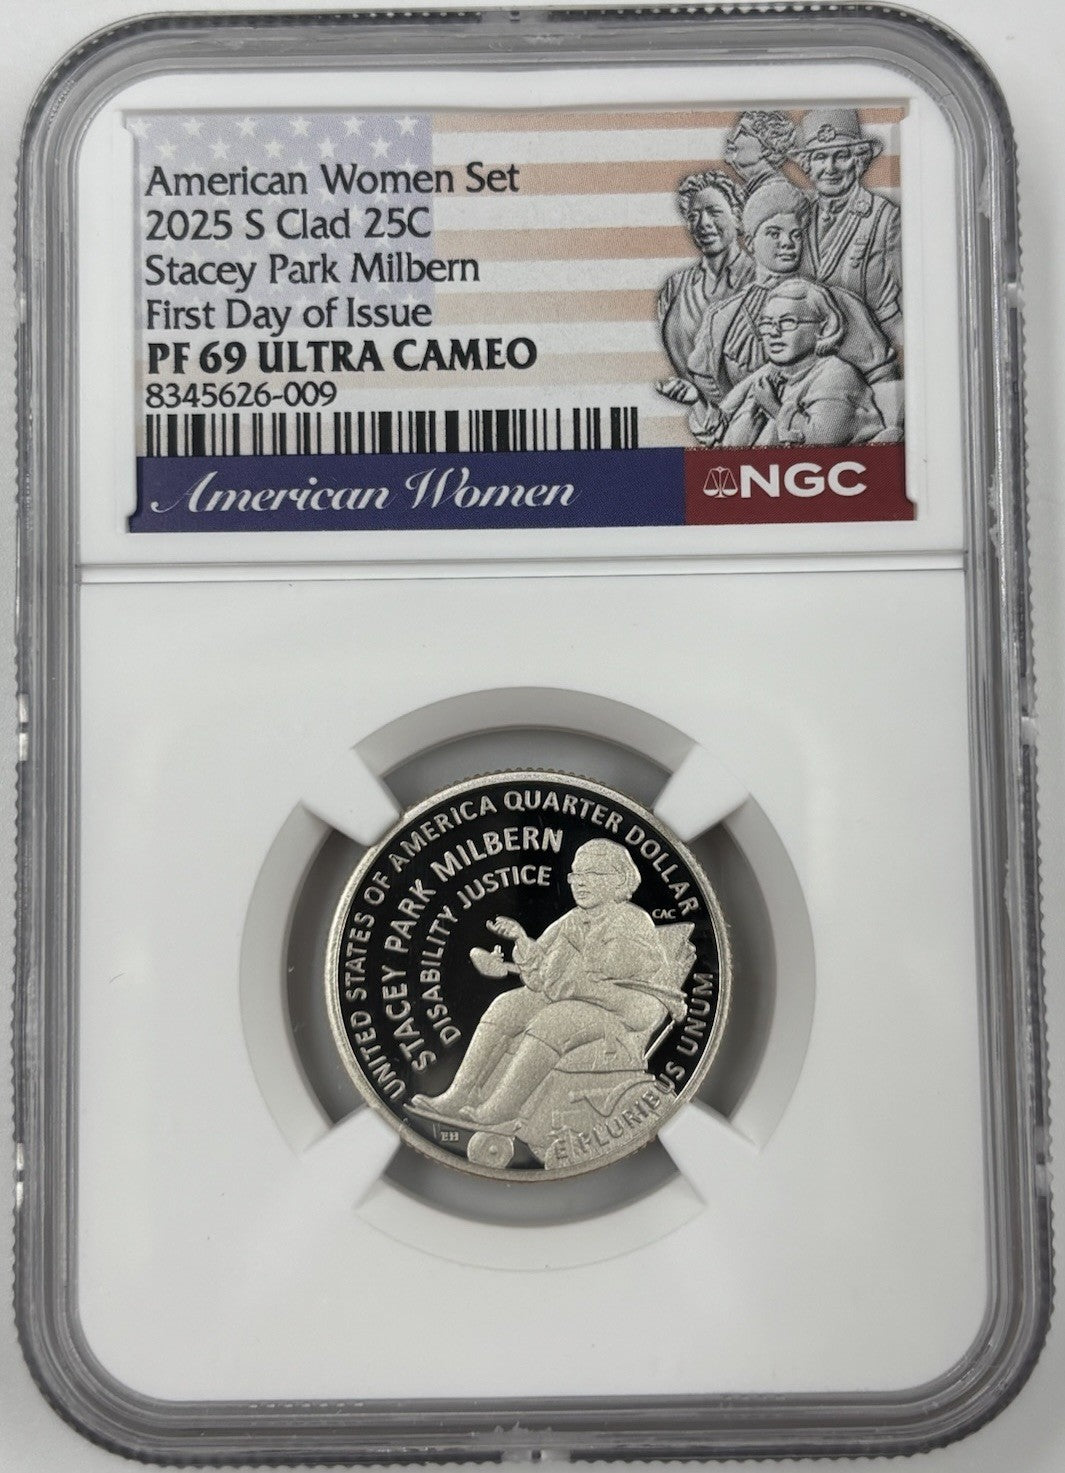 American Women Set
2025 S Clad 25C
Stacey Park Milbern
First Day of Issue
PF 69 ULTRA CAMEO
8345626-009
American Women
NGC
UNITED STATES OF AMERICA QUARTER DOLLAR
STACEY PARK MILBERN
DISABILITY JUSTICE
CAC
E PLURIBUS UNUM
EH